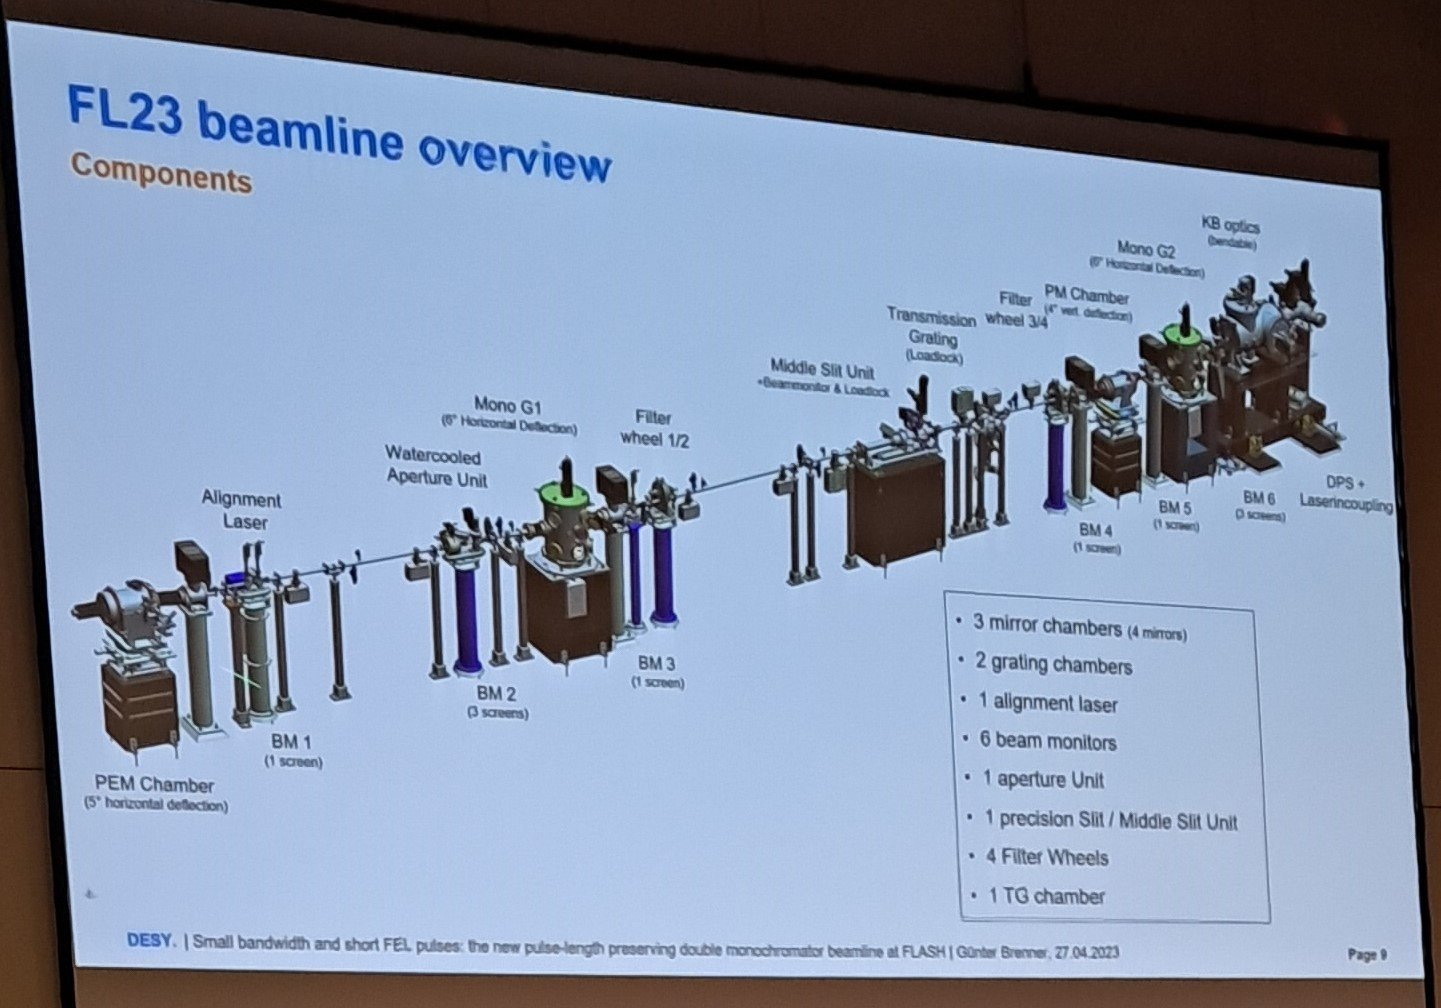 FL23 beamline overview
Components
KB optics
(bendable)
Mono G2
(6° Horizontal Deflection)
PM Chamber
(4° vert. deflection)
Filter
wheel 3/4
Transmission
Grating
(Loadlock)
Middle Slit Unit
+Beammonitor & Loadlock
Mono G1
(6° Horizontal Deflection)
Filter
wheel 1/2
Watercooled
Aperture Unit
Alignment
Laser
DPS +
Laserincoupling
BM 6
(3 screens)
BM 5
(1 screen)
BM 4
(1 screen)
BM 3
(1 screen)
BM 2
(3 screens)
BM 1
(1 screen)
PEM Chamber
(5° horizontal deflection)
• 3 mirror chambers (4 mirrors)
• 2 grating chambers
• 1 alignment laser
• 6 beam monitors
• 1 aperture Unit
• 1 precision Slit / Middle Slit Unit
• 4 Filter Wheels
• 1 TG chamber
DESY. | Small bandwidth and short FEL pulses: the new pulse-length preserving double monochromator beamline at FLASH | Günter Brenner, 27.04.2023
Page 9